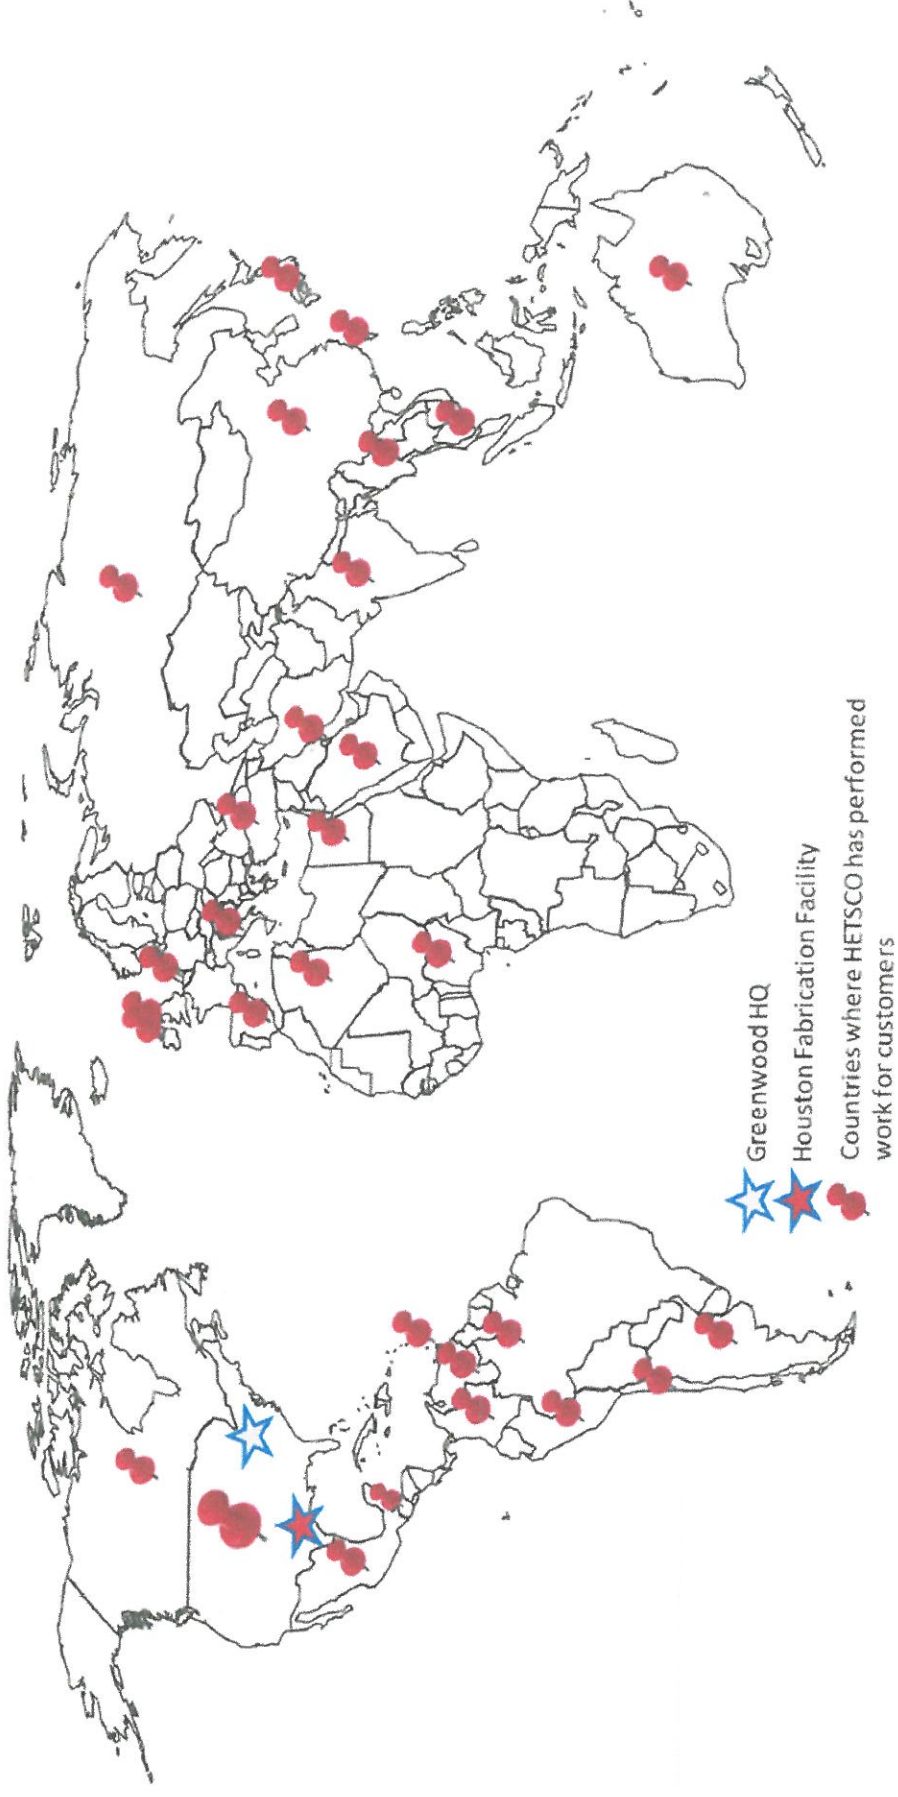 Greenwood HQ
Houston Fabrication Facility
Countries where HETSCO has performed
work for customers